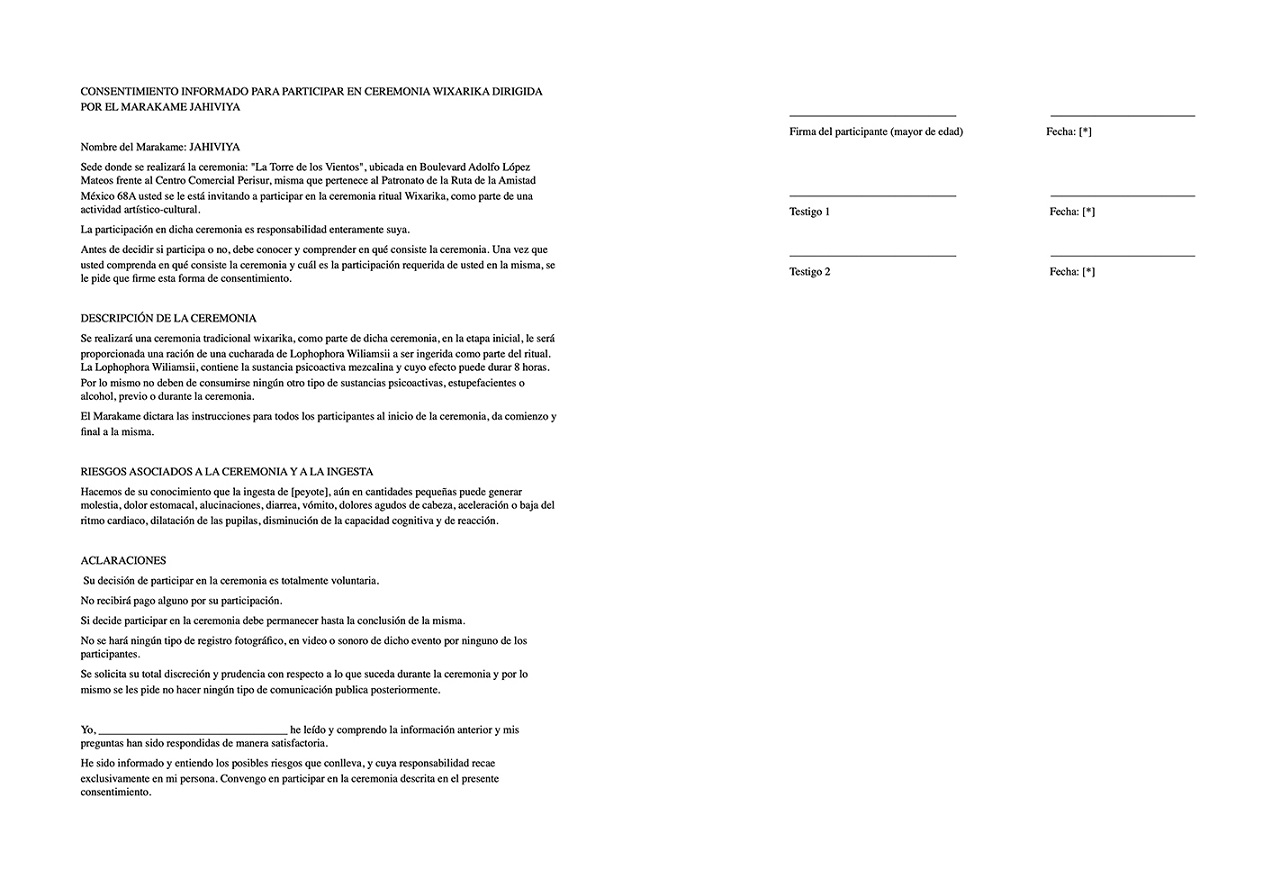 CONSENTIMIENTO INFORMADO PARA PARTICIPAR EN CEREMONIA WIXARIKA DIRIGIDA
POR EL MARAKAME JAHIVIYA
Nombre del Marakame: JAHIVIYA
Sede donde se realizará la ceremonia: "La Torre de los Vientos", ubicada en Boulevard Adolfo López
Mateos frente al Centro Comercial Perisur, misma que pertenece al Patronato de la Ruta de la Amistad
México 68A usted se le está invitando a participar en la ceremonia ritual Wixarika, como parte de una
actividad artístico-cultural.
La participación en dicha ceremonia es responsabilidad enteramente suya.
Antes de decidir si participa o no, debe conocer y comprender en qué consiste la ceremonia. Una vez que
usted comprenda en qué consiste la ceremonia y cuál es la participación requerida de usted en la misma, se
le pide que firme esta forma de consentimiento.
DESCRIPCIÓN DE LA CEREMONIA
Se realizará una ceremonia tradicional wixarika, como parte de dicha ceremonia, en la etapa inicial, le será
proporcionada una ración de una cucharada de Lophophora Wiliamsii a ser ingerida como parte del ritual.
La Lophophora Wiliamsii, contiene la sustancia psicoactiva mezcalina y cuyo efecto puede durar 8 horas.
Por lo mismo no deben de consumirse ningún otro tipo de sustancias psicoactivas, estupefacientes o
alcohol, previo o durante la ceremonia.
El Marakame dictara las instrucciones para todos los participantes al inicio de la ceremonia, da comienzo y
final a la misma.
RIESGOS ASOCIADOS A LA CEREMONIA Y A LA INGESTA
Hacemos de su conocimiento que la ingesta de [peyote], aún en cantidades pequeñas puede generar
molestia, dolor estomacal, alucinaciones, diarrea, vómito, dolores agudos de cabeza, aceleración o baja del
ritmo cardiaco, dilatación de las pupilas, disminución de la capacidad cognitiva y de reacción.
ACLARACIONES
Su decisión de participar en la ceremonia es totalmente voluntaria.
No recibirá pago alguno por su participación.
Si decide participar en la ceremonia debe permanecer hasta la conclusión de la misma.
No se hará ningún tipo de registro fotográfico, en video o sonoro de dicho evento por ninguno de los
participantes.
Se solicita su total discreción y prudencia con respecto a lo que suceda durante la ceremonia y por lo
mismo se les pide no hacer ningún tipo de comunicación publica posteriormente.
Yo, __________________________________ he leído y comprendo la información anterior y mis
preguntas han sido respondidas de manera satisfactoria.
He sido informado y entiendo los posibles riesgos que conlleva, y cuya responsabilidad recae
exclusivamente en mi persona. Convengo en participar en la ceremonia descrita en el presente
consentimiento.
Firma del participante (mayor de edad) Fecha: [*]
Testigo 1 Fecha: [*]
Testigo 2 Fecha: [*]